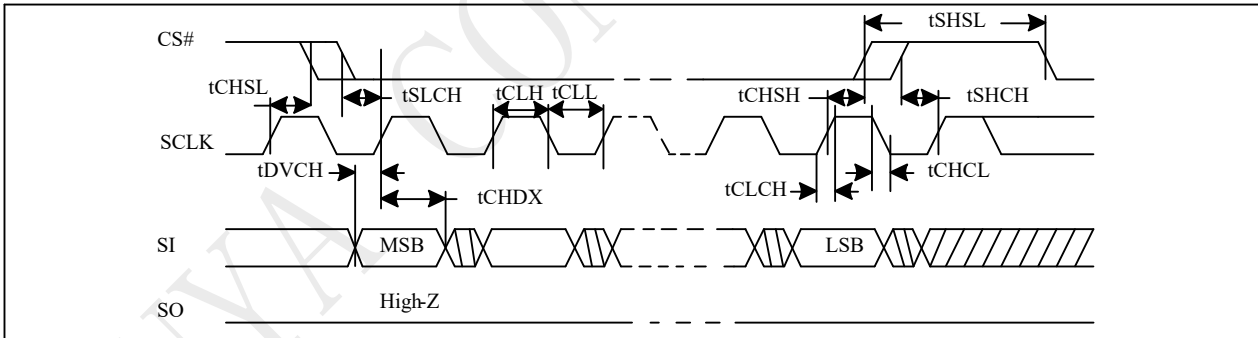 CS#
tSHSL
tCHSL
tSLCH
tCLH
tCLL
tCHSH
tSHCH
SCLK
tDVCH
tCHDX
tCLCH
tCHCL
SI
MSB
LSB
SO
High-Z